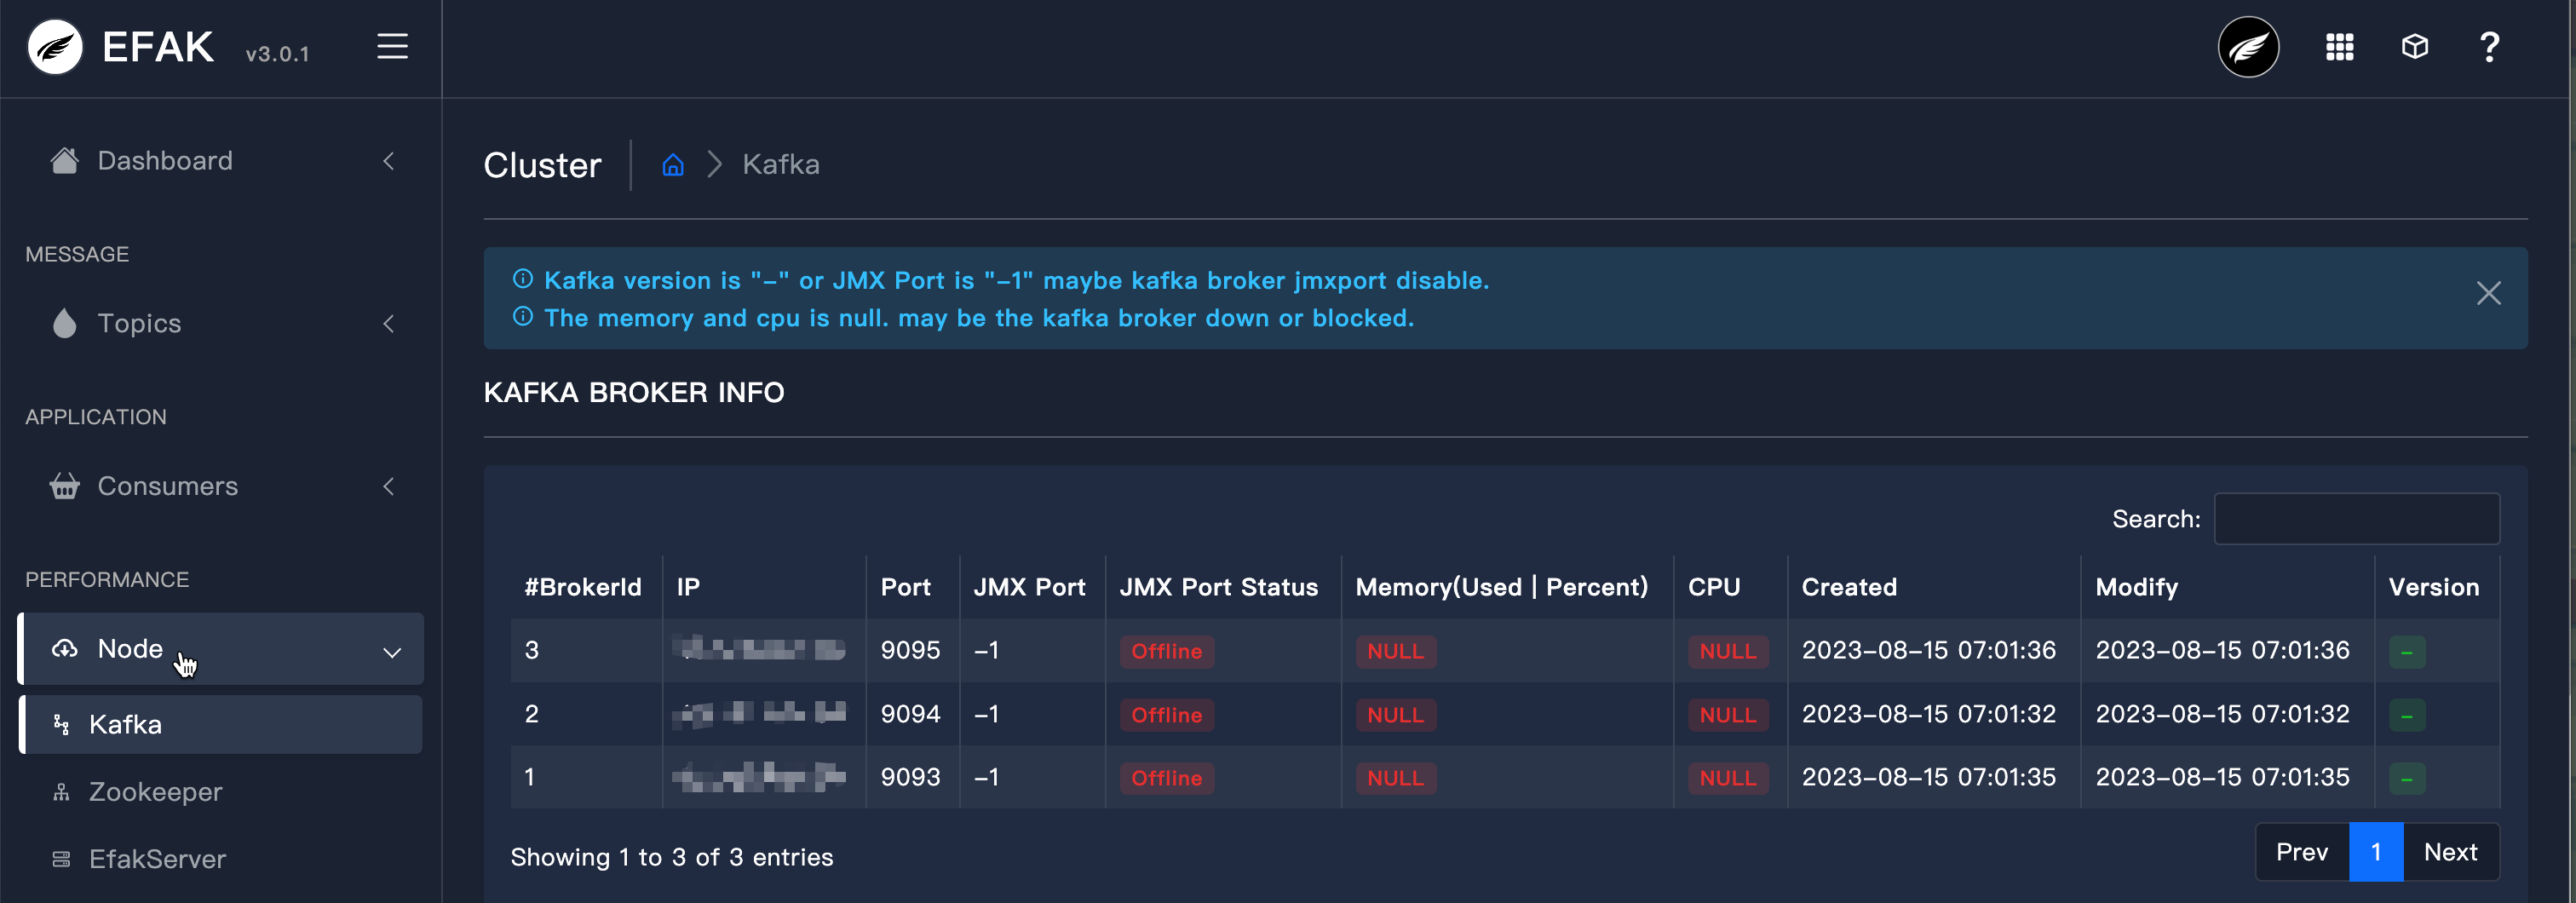 EFAK v3.0.1
Dashboard
MESSAGE
Topics
APPLICATION
Consumers
PERFORMANCE
Node
Kafka
Zookeeper
EfakServer
Cluster Kafka
Kafka version is "-" or JMX Port is "-1" maybe kafka broker jmxport disable.
The memory and cpu is null. may be the kafka broker down or blocked.
KAFKA BROKER INFO
Search:
#BrokerId IP Port JMX Port JMX Port Status Memory(Used | Percent) CPU Created Modify Version
3 9095 -1 Offline NULL NULL 2023-08-15 07:01:36 2023-08-15 07:01:36 -
2 9094 -1 Offline NULL NULL 2023-08-15 07:01:32 2023-08-15 07:01:32 -
1 9093 -1 Offline NULL NULL 2023-08-15 07:01:35 2023-08-15 07:01:35 -
Showing 1 to 3 of 3 entries
Prev 1 Next